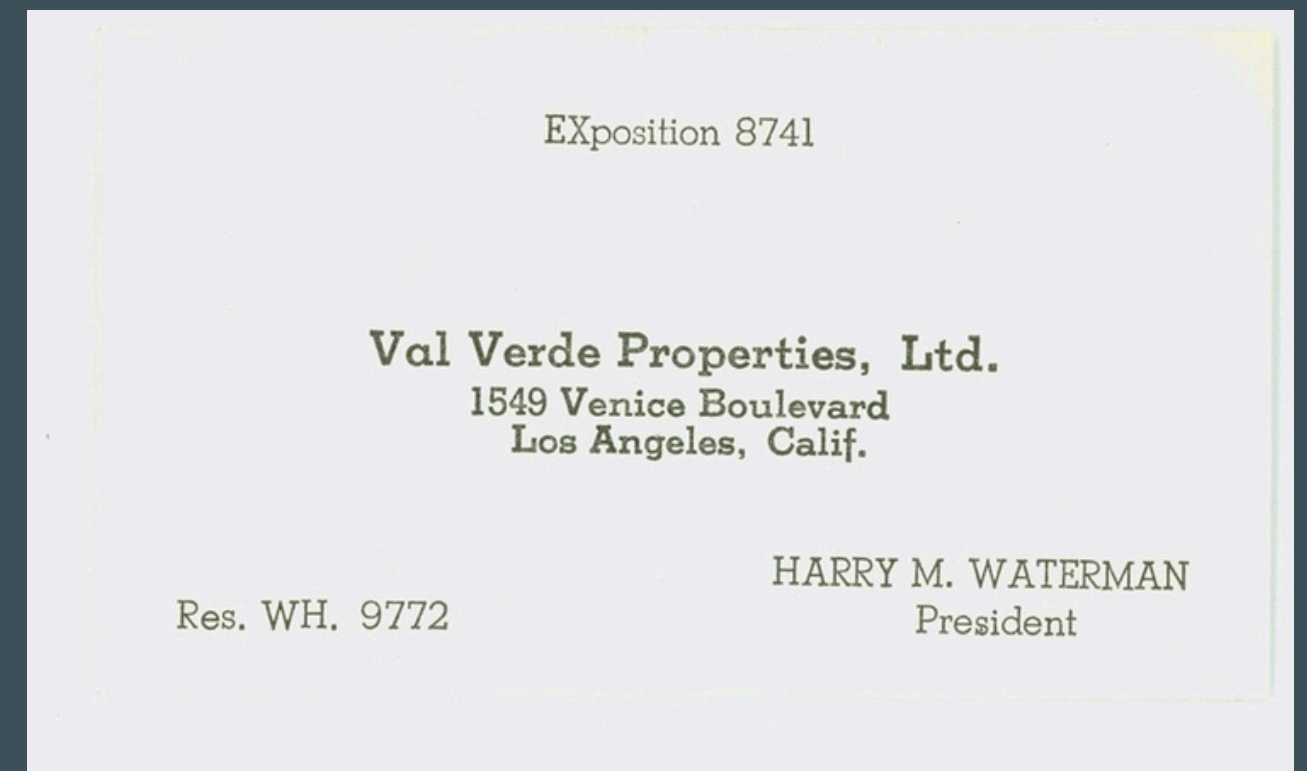 EXposition 8741
Val Verde Properties, Ltd.
1549 Venice Boulevard
Los Angeles, Calif.
HARRY M. WATERMAN
Res. WH. 9772
President